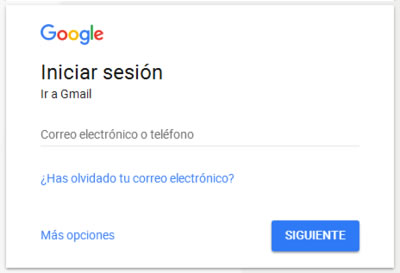 Google
Iniciar sesión
Ir a Gmail
Correo electrónico o teléfono
¿Has olvidado tu correo electrónico?
Más opciones
SIGUIENTE